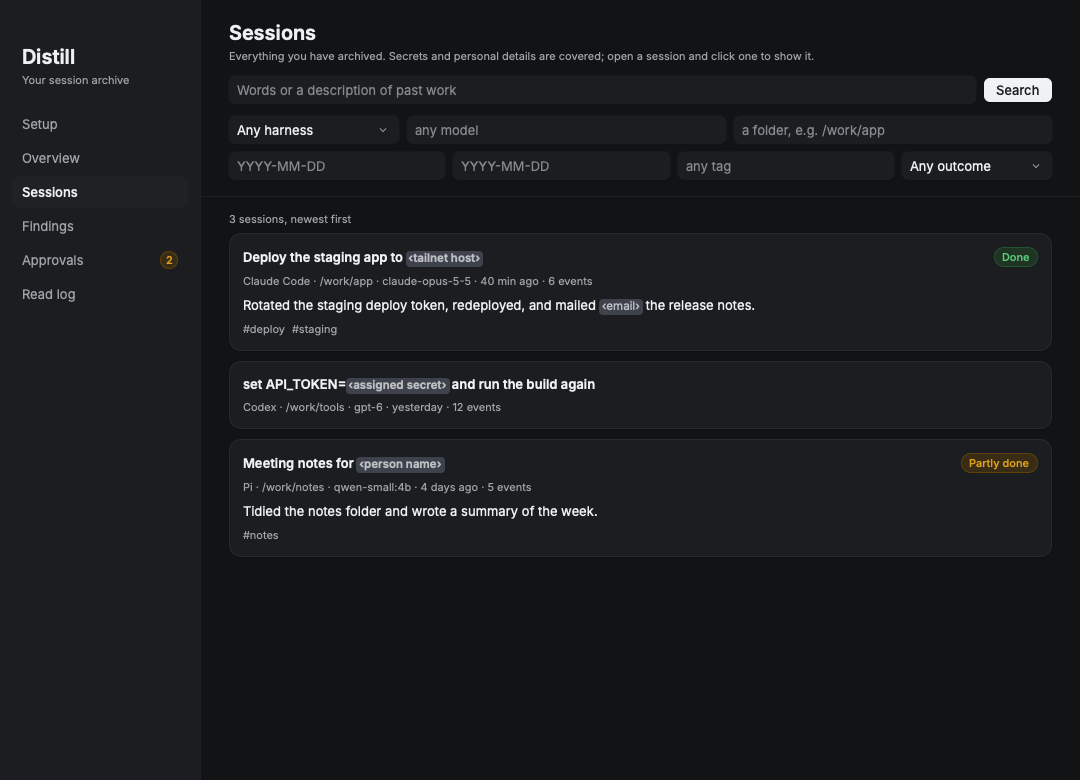 Distill
Your session archive
Setup
Overview
Sessions
Findings
Approvals 2
Read log
Sessions
Everything you have archived. Secrets and personal details are covered; open a session and click one to show it.
Words or a description of past work Search
Any harness any model a folder, e.g. /work/app
YYYY-MM-DD YYYY-MM-DD any tag Any outcome
3 sessions, newest first
Deploy the staging app to ‹tailnet host› Done
Claude Code · /work/app · claude-opus-5-5 · 40 min ago · 6 events
Rotated the staging deploy token, redeployed, and mailed ‹email› the release notes.
#deploy #staging
set API_TOKEN=‹assigned secret› and run the build again
Codex · /work/tools · gpt-6 · yesterday · 12 events
Meeting notes for ‹person name› Partly done
Pi · /work/notes · qwen-small:4b · 4 days ago · 5 events
Tidied the notes folder and wrote a summary of the week.
#notes